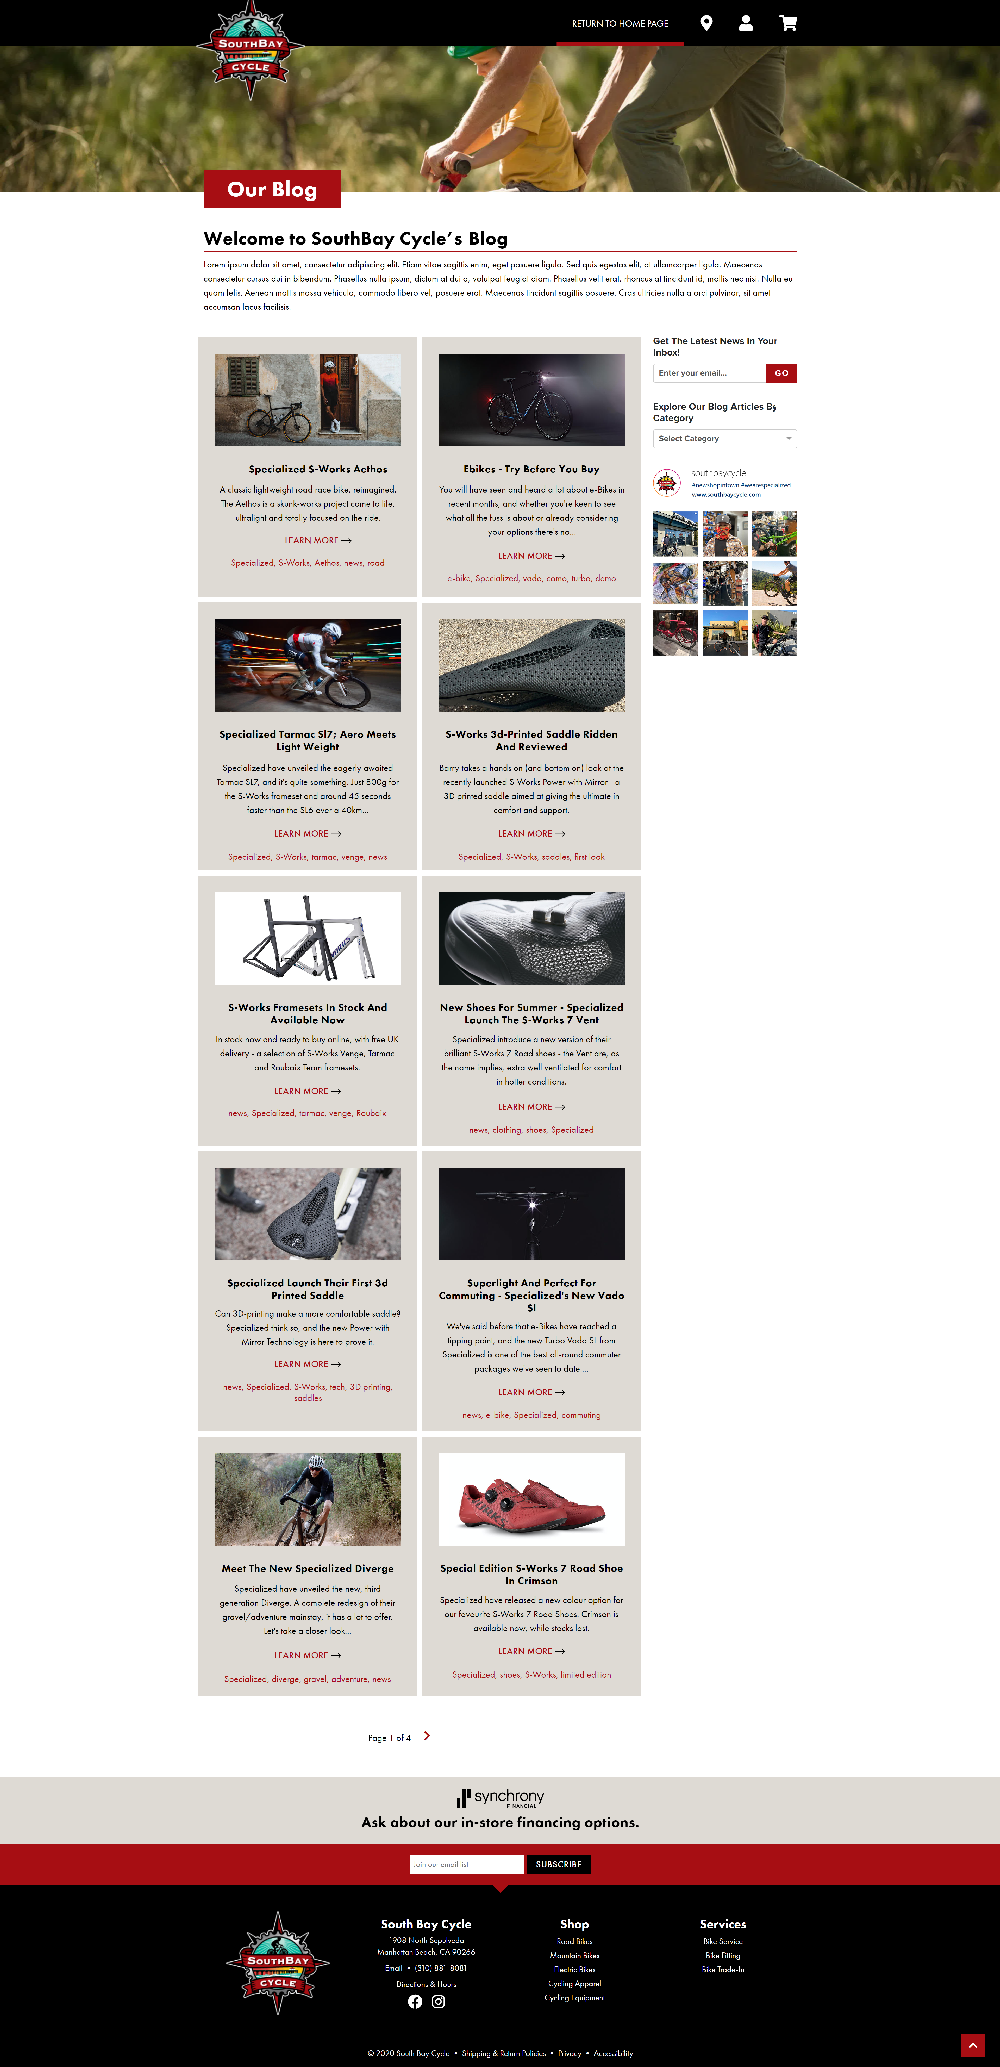 SOUTHBAY
CYCLE
RETURN TO HOME PAGE
Our Blog
Welcome to SouthBay Cycle's Blog
Lorem ipsum dolor sit amet, consectetur adipiscing elit. Etiam vitae sagittis enim, eget posuere ligula. Sed quis egestas elit, at ullamcorper ligula. Maecenas
consectetur cursus dui in bibendum. Phasellus nulla ipsum, dictum at dui a, volutpat feugiat diam. Phasellus velit erat, rhoncus at tincidunt id, mollis nec nisi. Nulla eu
quam felis. Aenean mattis massa vehicula, commodo libero vel, posuere erat. Maecenas tincidunt sagittis posuere. Cras ultricies nulla a orci pulvinar, sit amet
accumsan lacus facilisis
Specialized S-Works Aethos
A classic lightweight road race bike, reimagined.
The Aethos is a skunk-works project come to life,
ultralight and totally focused on the ride.
LEARN MORE
Specialized, S-Works, Aethos, news, road
Ebikes - Try Before You Buy
You will have seen and heard a lot about e-Bikes in
recent months, and whether you're keen to see
what all the fuss is about or already considering
your options there's no...
LEARN MORE
e-bike, Specialized, vado, como, turbo, demo
Get The Latest News In Your
Inbox!
Enter your email...
GO
Explore Our Blog Articles By
Category
Select Category
southbaycycle
#newshopintown #wearespecialized
www.southbaycycle.com
Specialized Tarmac Sl7; Aero Meets
Light Weight
Specialized have unveiled the eagerly awaited
Tarmac SL7, and it's quite something. Just 800g for
the S-Works frameset and around 45 seconds
faster than the SL6 over a 40km...
LEARN MORE
Specialized, S-Works, tarmac, venge, news
S-Works 3d-Printed Saddle Ridden
And Reviewed
Barry takes a hands on (and bottom on) look at the
recently launched S-Works Power with Mirror - a
3D printed saddle aimed at giving the ultimate in
comfort and support.
LEARN MORE
Specialized, S-Works, saddles, first look
S-Works Framesets In Stock And
Available Now
In stock now and ready to buy online, with free UK
delivery - a selection of S-Works Venge, Tarmac
and Roubaix Team framesets.
LEARN MORE
news, Specialized, tarmac, venge, Roubaix
New Shoes For Summer - Specialized
Launch The S-Works 7 Vent
Specialized introduce a new version of their
brilliant S-Works 7 Road shoes - the Vent are, as
the name implies, extra well ventilated for comfort
in hotter conditions.
LEARN MORE
news, clothing, shoes, Specialized
Specialized Launch Their First 3d
Printed Saddle
Can 3D-printing make a more comfortable saddle?
Specialized think so, and the new Power with
Mirror Technology is here to prove it.
LEARN MORE
news, Specialized, S-Works, tech, 3D printing,
saddles
Superlight And Perfect For
Commuting - Specialized's New Vado
Sl
We've said before that e-Bikes have reached a
tipping point, and the new Turbo Vado SL from
Specialized is one of the best all-round commuter
packages we've seen to date ...
LEARN MORE
news, e-bike, Specialized, commuting
Meet The New Specialized Diverge
Specialized have unveiled the new, third
generation Diverge. A complete redesign of their
gravel/adventure mainstay, it has a lot to offer.
Let's take a closer look...
LEARN MORE
Specialized, diverge, gravel, adventure, news
Special Edition S-Works 7 Road Shoe
In Crimson
Specialized have released a new colour option for
our favourite S-Works 7 Road Shoes. Crimson is
available now, while stocks last.
LEARN MORE
Specialized, shoes, S-Works, limited edition
Page 1 of 4
synchrony
FINANCIAL
Ask about our in-store financing options.
Join our email list
SUBSCRIBE
SOUTHBAY
CYCLE
South Bay Cycle
1908 North Sepulveda
Manhattan Beach, CA 90266
Email • (310) 881-8081
Directions & Hours
Shop
Road Bikes
Mountain Bikes
Electric Bikes
Cycling Apparel
Cycling Equipment
Services
Bike Service
Bike Fitting
Bike Trade-In
© 2020 South Bay Cycle • Shipping & Return Policies • Privacy • Accessibility